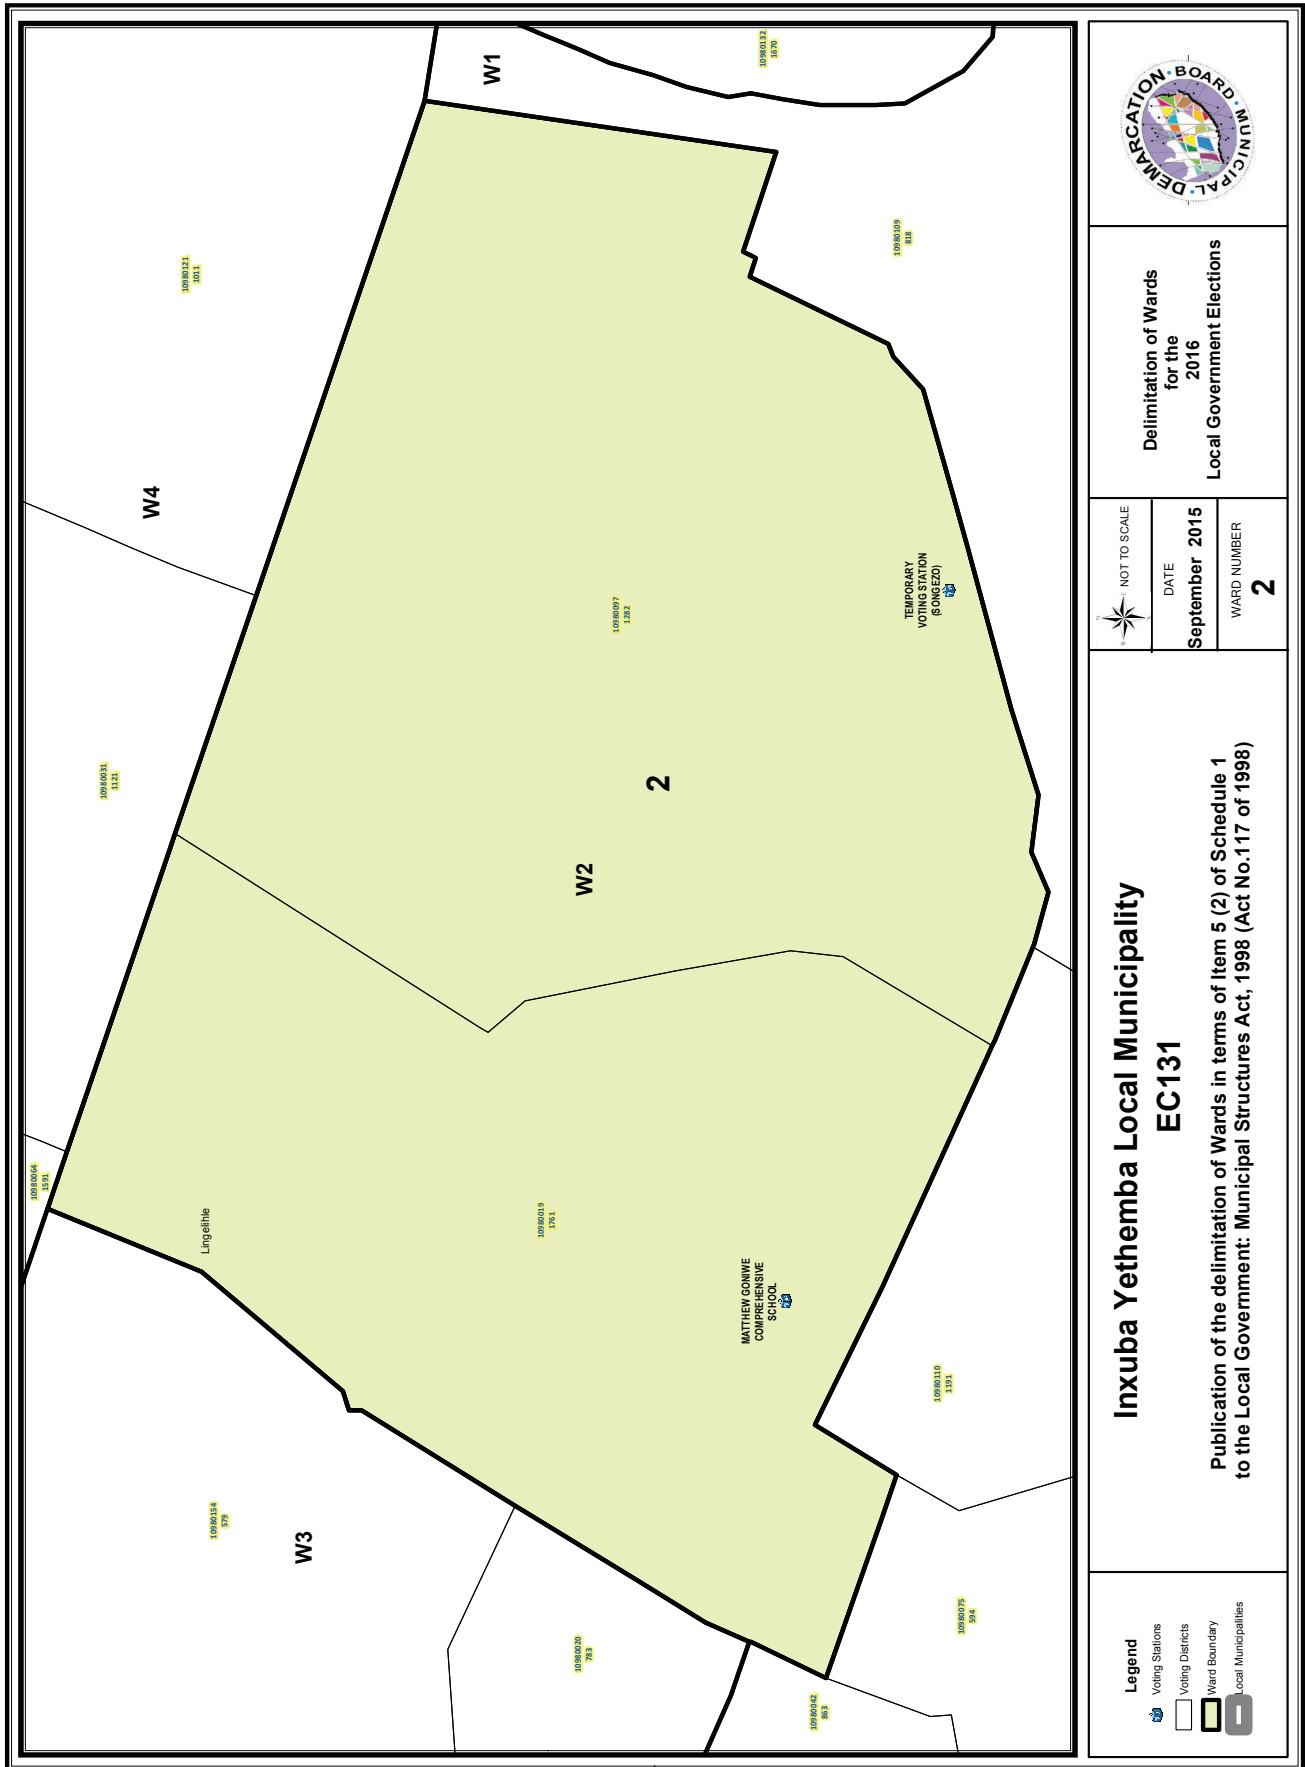 10980064
1591
10980031
1121
10980121
1011
W4
W1
10980132
1670
Lingelihle
10980154
579
W3
10980097
1282
10980109
818
2
W2
10980019
1761
TEMPORARY
VOTING STATION
(SONGEZO)
MATTHEW GONIWE
COMPREHENSIVE
SCHOOL
10980020
783
10980042
863
10980075
594
10980110
1191
Legend
Voting Stations
Voting Districts
Ward Boundary
Local Municipalities
Inxuba Yethemba Local Municipality
EC131
Publication of the delimitation of Wards in terms of Item 5 (2) of Schedule 1
to the Local Government: Municipal Structures Act, 1998 (Act No.117 of 1998)
N
W
E
S
NOT TO SCALE
DATE
September 2015
WARD NUMBER
2
Delimitation of Wards
for the
2016
Local Government Elections
MUNICIPAL · DEMARCATION · BOARD ·